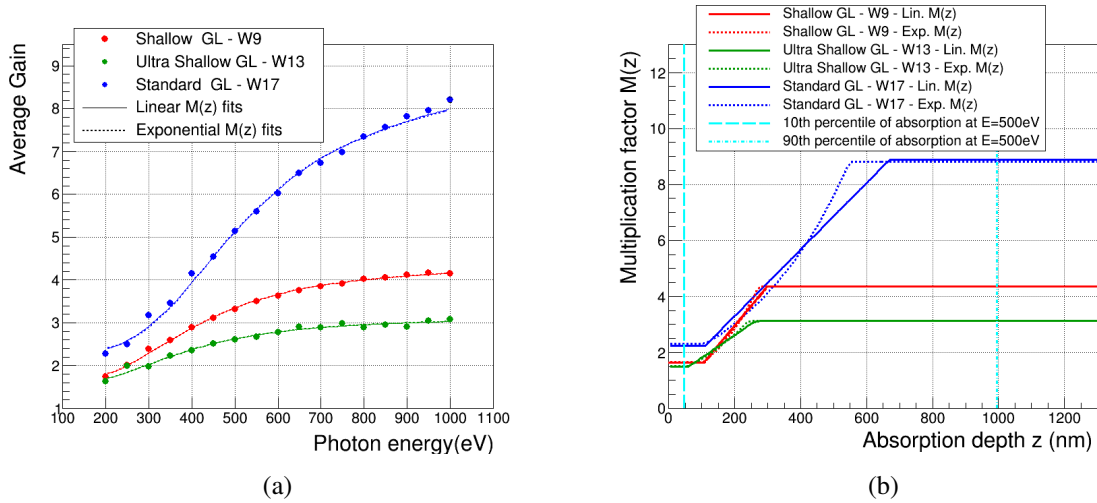 Shallow GL - W9
Ultra Shallow GL - W13
Standard GL - W17
Linear M(z) fits
Exponential M(z) fits
Average Gain
9
8
7
6
5
4
3
2
1
100 200 300 400 500 600 700 800 900 1000 1100
Photon energy(eV)
(a)
Shallow GL - W9 - Lin. M(z)
Shallow GL - W9 - Exp. M(z)
Ultra Shallow GL - W13 - Lin. M(z)
Ultra Shallow GL - W13 - Exp. M(z)
Standard GL - W17 - Lin. M(z)
Standard GL - W17 - Exp. M(z)
10th percentile of absorption at E=500eV
90th percentile of absorption at E=500eV
Multiplication factor M(z)
12
10
8
6
4
2
0
0 200 400 600 800 1000 1200
Absorption depth z (nm)
(b)